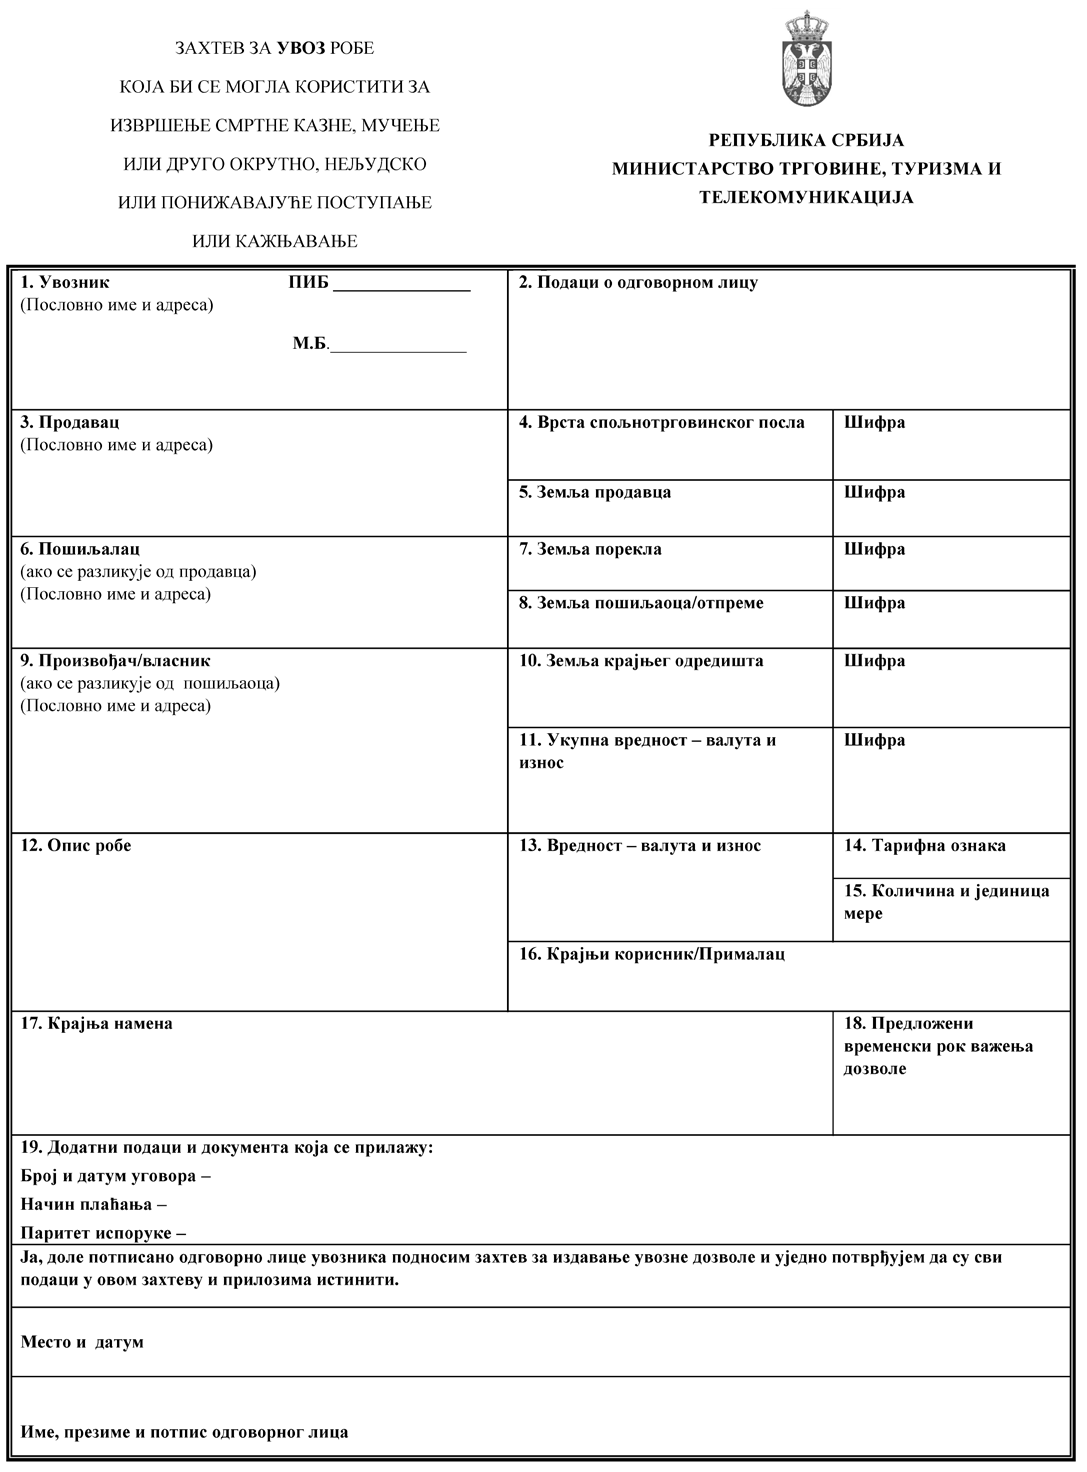 ЗАХТЕВ ЗА УВОЗ РОБЕ
КОЈА БИ СЕ МОГЛА КОРИСТИТИ ЗА
ИЗВРШЕЊЕ СМРТНЕ КАЗНЕ, МУЧЕЊЕ
ИЛИ ДРУГО ОКРУТНО, НЕЉУДСКО
ИЛИ ПОНИЖАВАЈУЋЕ ПОСТУПАЊЕ
ИЛИ КАЖЊАВАЊЕ
РЕПУБЛИКА СРБИЈА
МИНИСТАРСТВО ТРГОВИНЕ, ТУРИЗМА И
ТЕЛЕКОМУНИКАЦИЈА
1. Увозник ПИБ _______________
(Пословно име и адреса)
М.Б._______________
2. Подаци о одговорном лицу
3. Продавац
(Пословно име и адреса)
4. Врста спољнотрговинског посла
Шифра
5. Земља продавца
Шифра
6. Пошиљалац
(ако се разликује од продавца)
(Пословно име и адреса)
7. Земља порекла
Шифра
8. Земља пошиљаоца/отпреме
Шифра
9. Произвођач/власник
(ако се разликује од пошиљаоца)
(Пословно име и адреса)
10. Земља крајњег одредишта
Шифра
11. Укупна вредност – валута и
износ
Шифра
12. Опис робе
13. Вредност – валута и износ
14. Тарифна ознака
15. Количина и јединица
мере
16. Крајњи корисник/Прималац
17. Крајња намена
18. Предложени
временски рок важења
дозволе
19. Додатни подаци и документа која се прилажу:
Број и датум уговора –
Начин плаћања –
Паритет испоруке –
Ја, доле потписано одговорно лице увозника подносим захтев за издавање увозне дозволе и уједно потврђујем да су сви
подаци у овом захтеву и прилозима истинити.
Место и датум
Име, презиме и потпис одговорног лица